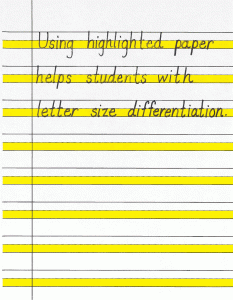 Using highlighted paper
helps students with
letter size differentiation.